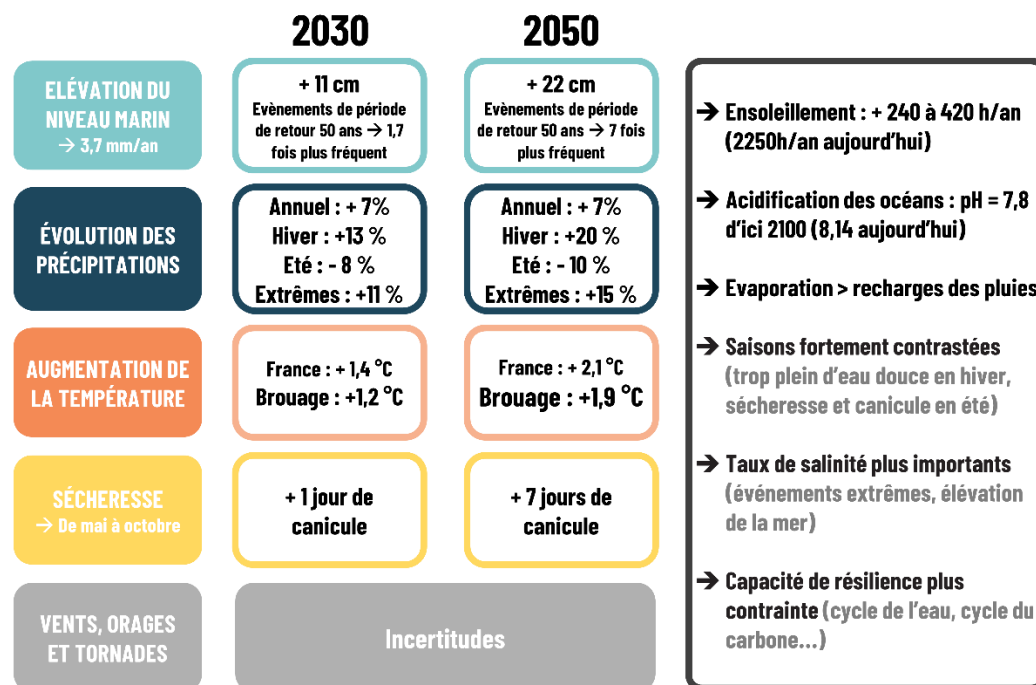 2030
2050
ELÉVATION DU
NIVEAU MARIN
→ 3,7 mm/an
+ 11 cm
Evènements de période
de retour 50 ans → 1,7
fois plus fréquent
+ 22 cm
Evènements de période
de retour 50 ans → 7 fois
plus fréquent
ÉVOLUTION DES
PRÉCIPITATIONS
Annuel : + 7%
Hiver : +13 %
Eté : - 8 %
Extrêmes : +11 %
Annuel : + 7%
Hiver : +20 %
Eté : - 10 %
Extrêmes : +15 %
AUGMENTATION DE
LA TEMPÉRATURE
France : + 1,4 °C
Brouage : +1,2 °C
France : + 2,1 °C
Brouage : +1,9 °C
SÉCHERESSE
→ De mai à octobre
+ 1 jour de
canicule
+ 7 jours de
canicule
VENTS, ORAGES
ET TORNADES
Incertitudes
→ Ensoleillement : + 240 à 420 h/an
(2250h/an aujourd'hui)
→ Acidification des océans : pH = 7,8
d'ici 2100 (8,14 aujourd'hui)
→ Evaporation > recharges des pluies
→ Saisons fortement contrastées
(trop plein d'eau douce en hiver,
sécheresse et canicule en été)
→ Taux de salinité plus importants
(événements extrêmes, élévation
de la mer)
→ Capacité de résilience plus
contrainte (cycle de l'eau, cycle du
carbone...)